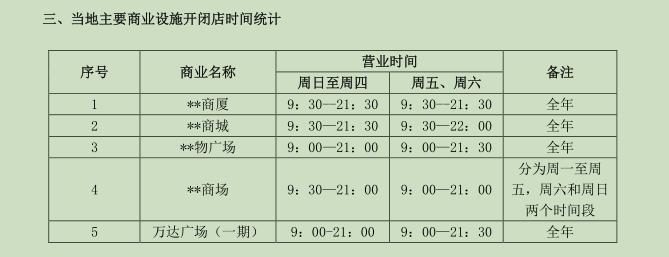 三、当地主要商业设施开闭店时间统计
序号 商业名称 营业时间 备注
周日至周四 周五、周六
1 **商厦 9：30—21：30 9：30—21：30 全年
2 **商城 9：30—21：30 9：30—22：00 全年
3 **物广场 9：00—21：00 9：00—21：30 全年
4 **商场 9：30—21：00 9：00—21：00 分为周一至周
五，周六和周日
两个时间段
5 万达广场（一期） 9：00-21：00 9：00—21：30 全年